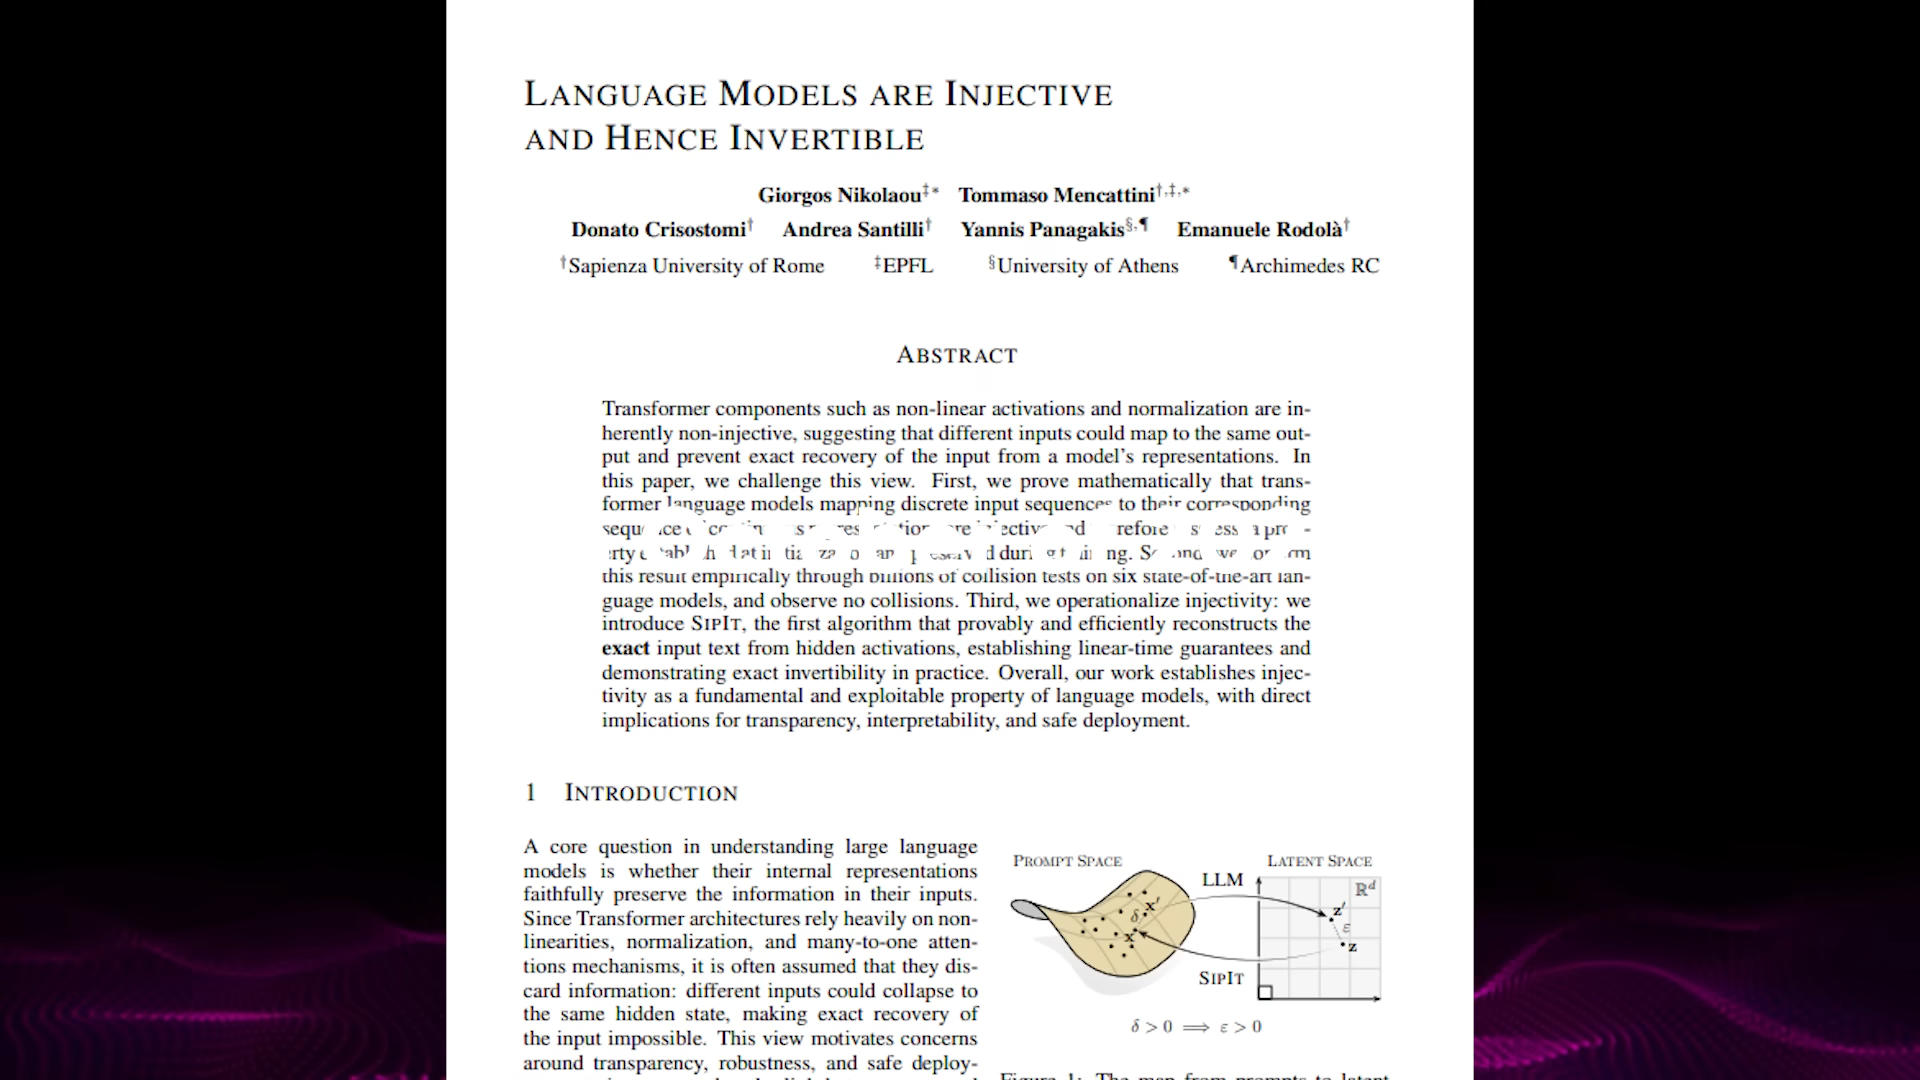 LANGUAGE MODELS ARE INJECTIVE
AND HENCE INVERTIBLE
Giorgos Nikolaou‡* Tommaso Mencattini†,‡,*
Donato Crisostomi† Andrea Santilli† Yannis Panagakis§,¶ Emanuele Rodolà†
†Sapienza University of Rome ‡EPFL §University of Athens ¶Archimedes RC
ABSTRACT
Transformer components such as non-linear activations and normalization are in-
herently non-injective, suggesting that different inputs could map to the same out-
put and prevent exact recovery of the input from a model's representations. In
this paper, we challenge this view. First, we prove mathematically that trans-
former language models mapping discrete input sequences to their corresponding
this result empirically through billions of collision tests on six state-of-the-art lan-
guage models, and observe no collisions. Third, we operationalize injectivity: we
introduce SIPIT, the first algorithm that provably and efficiently reconstructs the
exact input text from hidden activations, establishing linear-time guarantees and
demonstrating exact invertibility in practice. Overall, our work establishes injec-
tivity as a fundamental and exploitable property of language models, with direct
implications for transparency, interpretability, and safe deployment.
1 INTRODUCTION
A core question in understanding large language
models is whether their internal representations
faithfully preserve the information in their inputs.
Since Transformer architectures rely heavily on non-
linearities, normalization, and many-to-one atten-
tions mechanisms, it is often assumed that they dis-
card information: different inputs could collapse to
the same hidden state, making exact recovery of
the input impossible. This view motivates concerns
around transparency, robustness, and safe deploy-
PROMPT SPACE
LATENT SPACE
LLM
ℝᵈ
x′
δ
x
z′
ε
z
SIPIT
δ > 0 ⟹ ε > 0
Figure 1: The map from prompts to latent